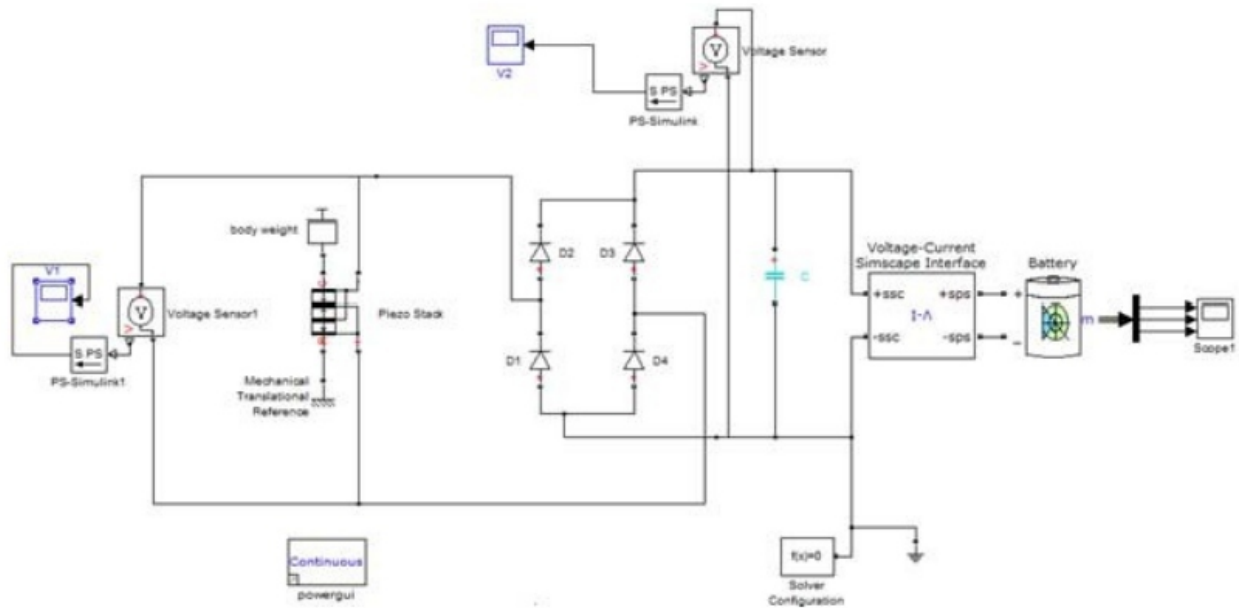 V
Voltage Sensor
V2
S PS
PS-Simulink
body weight
V1
V
Voltage Sensor1
S PS
PS-Simulink1
Piezo Stack
Mechanical
Translational
Reference
D2
D3
D1
D4
C
Voltage-Current
Simscape Interface
+ssc
+sps
I-V
-ssc
-sps
Battery
+
m
-
Scope1
Continuous
powergui
f(x)=0
Solver
Configuration